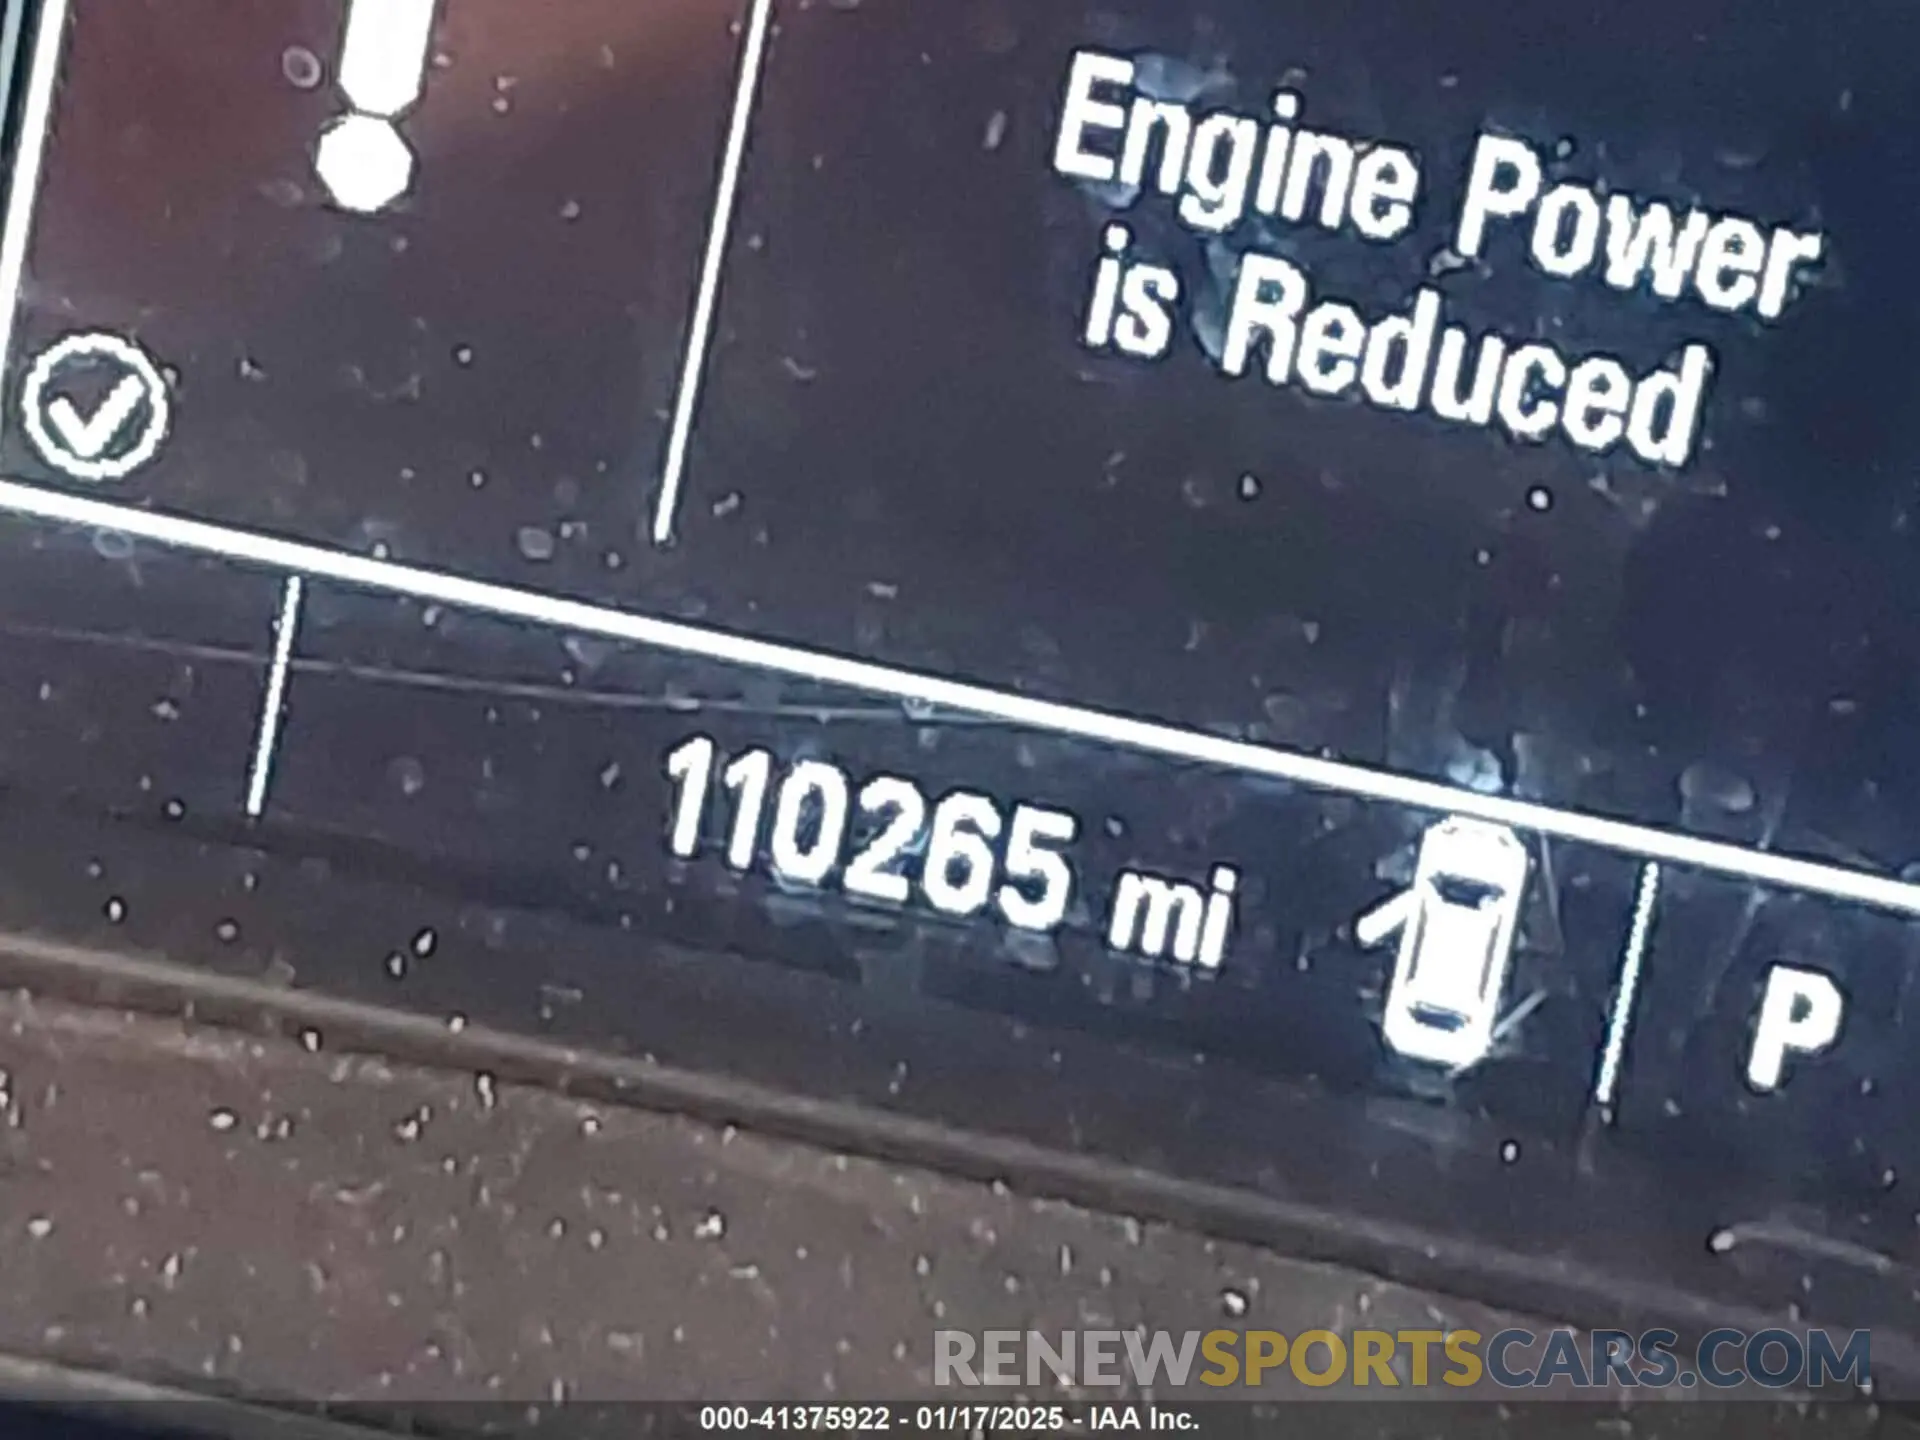 Engine Power
is Reduced
110265 mi
P
RENEWSPORTSCARS.COM
000-41375922 - 01/17/2025 - IAA Inc.